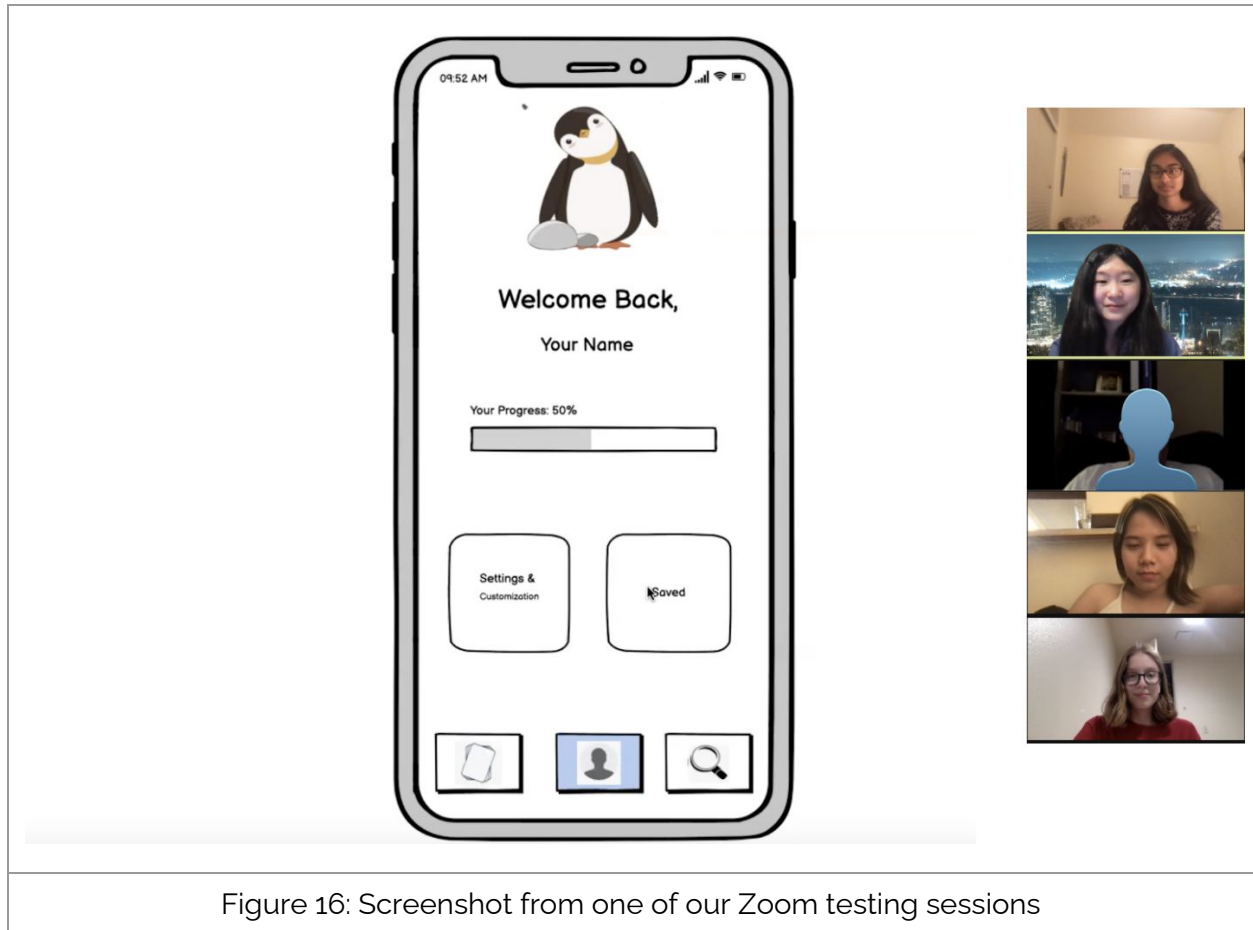 09:52 AM
Welcome Back,
Your Name
Your Progress: 50%
Settings &
Customization
Saved
Figure 16: Screenshot from one of our Zoom testing sessions